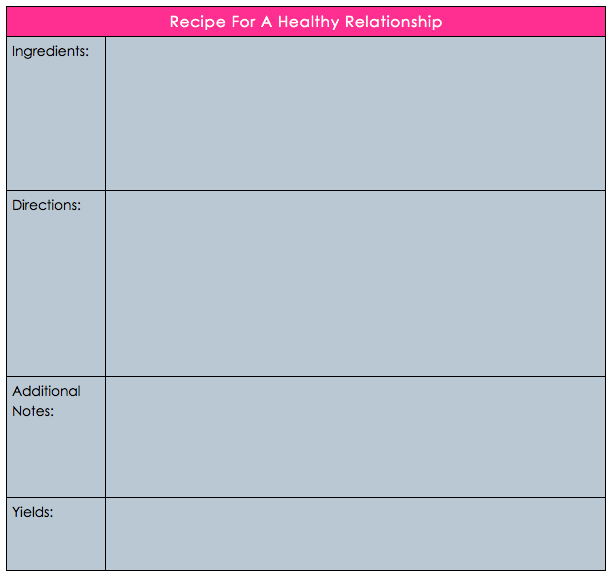 Recipe For A Healthy Relationship
Ingredients:
Directions:
Additional
Notes:
Yields: